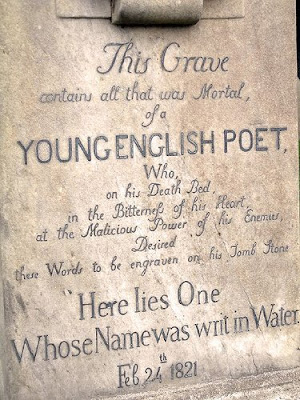 This Grave
contains all that was Mortal,
of a
YOUNG ENGLISH POET,
Who,
on his Death Bed,
in the Bitterness of his Heart,
at the Malicious Power of his Enemies,
Desired
these Words to be engraven on his Tomb Stone
Here lies One
Whose Name was writ in Water.
Feb 24th 1821